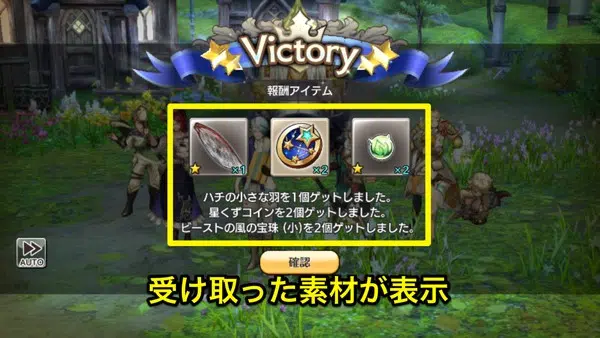 Victory
報酬アイテム
×1
×2
×2
ハチの小さな羽を1個ゲットしました。
星くずコインを2個ゲットしました。
ビーストの風の宝珠（小）を2個ゲットしました。
AUTO
確認
受け取った素材が表示